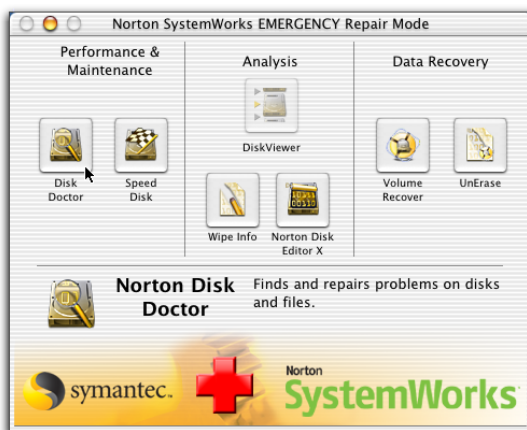 Norton SystemWorks EMERGENCY Repair Mode
Performance &
Maintenance
Disk
Doctor
Speed
Disk
Analysis
DiskViewer
Wipe Info
Norton Disk
Editor X
Data Recovery
Volume
Recover
UnErase
Norton Disk
Doctor
Finds and repairs problems on disks
and files.
symantec.
Norton
SystemWorks